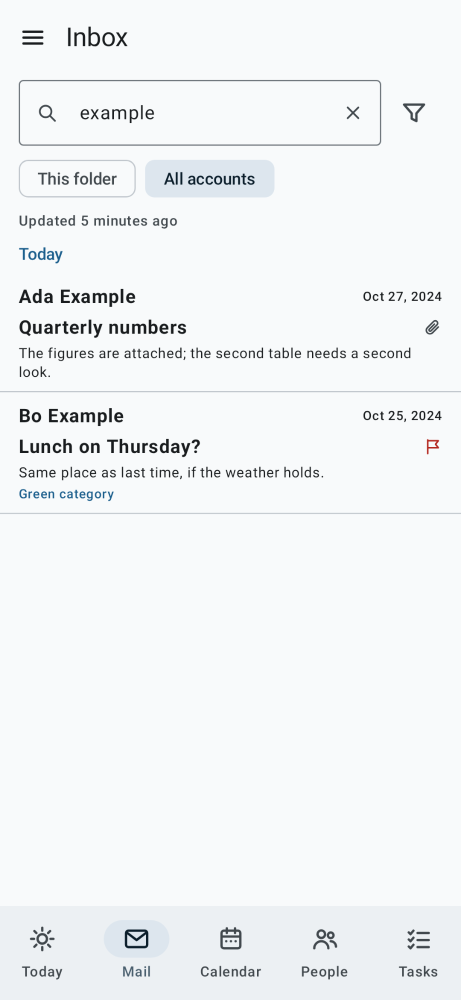 Inbox
example
This folder
All accounts
Updated 5 minutes ago
Today
Ada Example
Oct 27, 2024
Quarterly numbers
The figures are attached; the second table needs a second
look.
Bo Example
Oct 25, 2024
Lunch on Thursday?
Same place as last time, if the weather holds.
Green category
Today
Mail
Calendar
People
Tasks